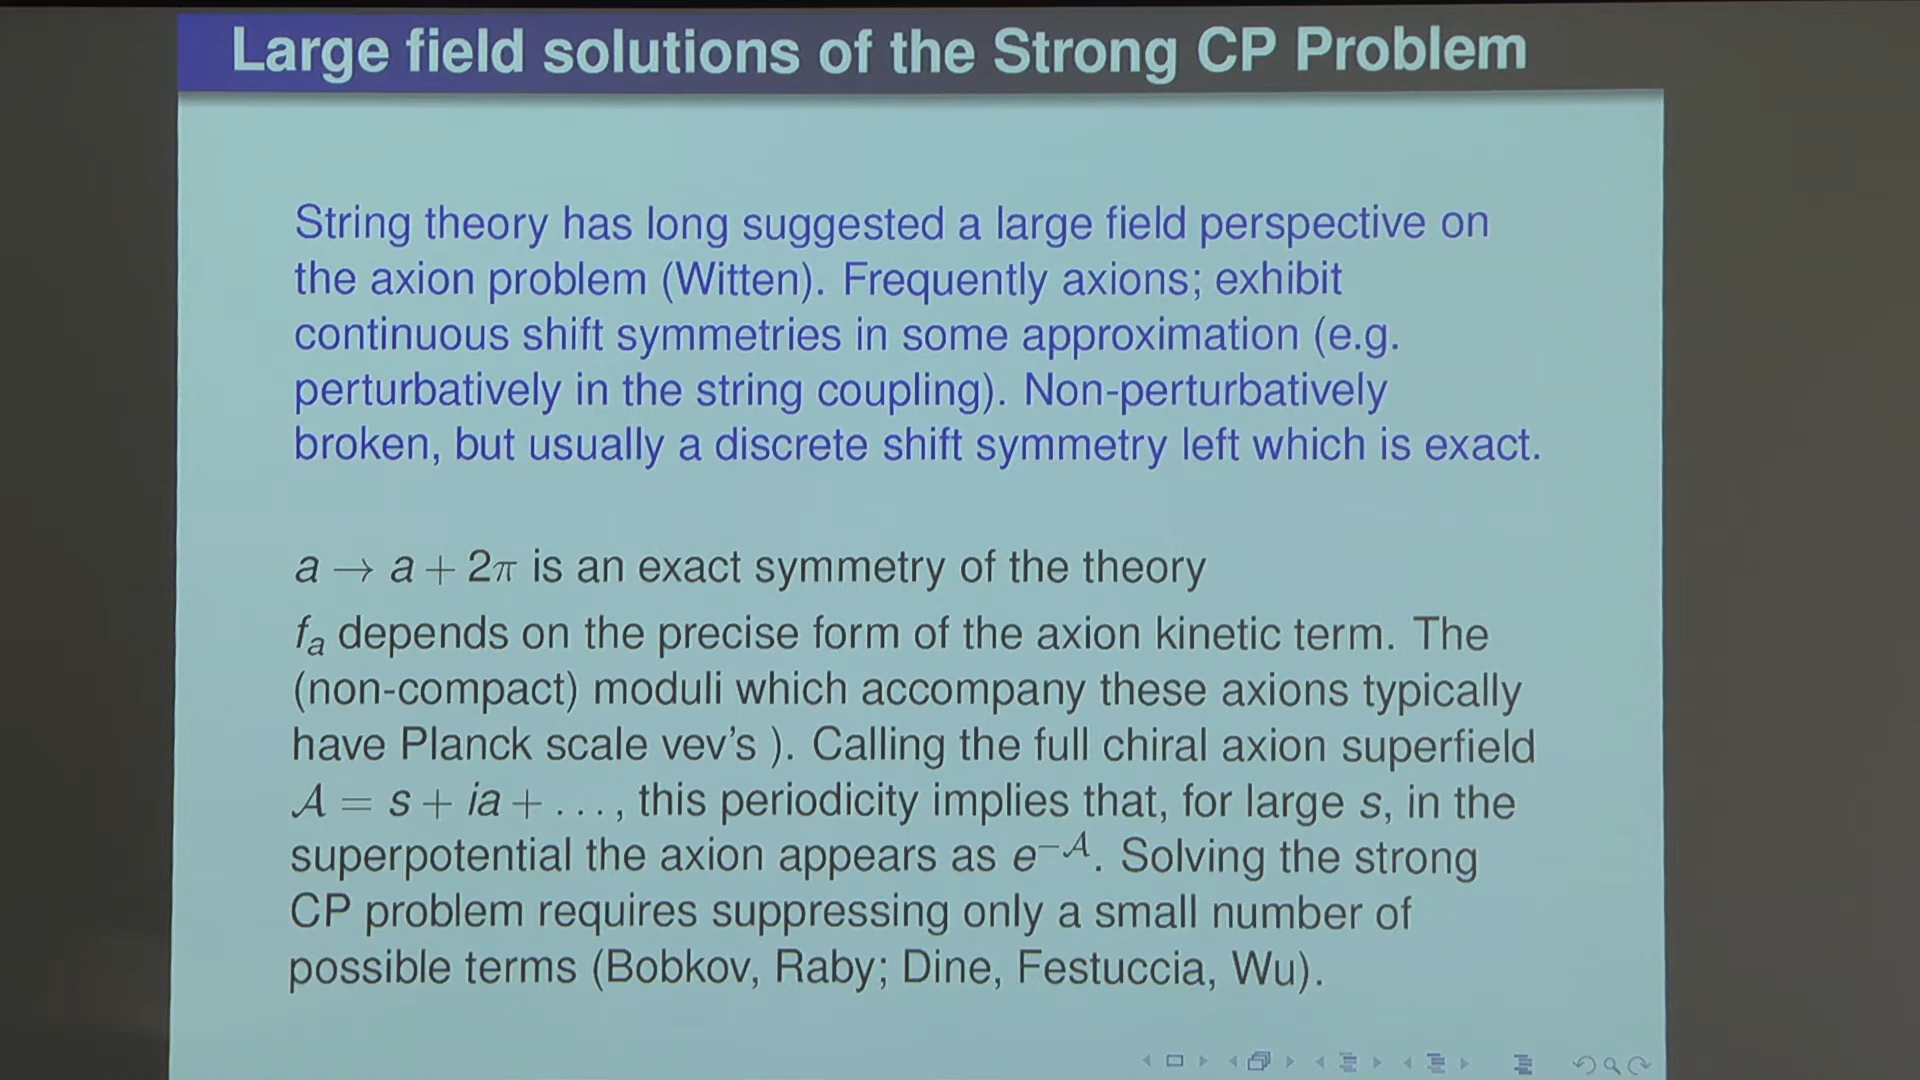 Large field solutions of the Strong CP Problem
String theory has long suggested a large field perspective on
the axion problem (Witten). Frequently axions; exhibit
continuous shift symmetries in some approximation (e.g.
perturbatively in the string coupling). Non-perturbatively
broken, but usually a discrete shift symmetry left which is exact.
a → a + 2π is an exact symmetry of the theory
fₐ depends on the precise form of the axion kinetic term. The
(non-compact) moduli which accompany these axions typically
have Planck scale vev's ). Calling the full chiral axion superfield
𝒜 = s + ia + . . . , this periodicity implies that, for large s, in the
superpotential the axion appears as e^{−𝒜}. Solving the strong
CP problem requires suppressing only a small number of
possible terms (Bobkov, Raby; Dine, Festuccia, Wu).